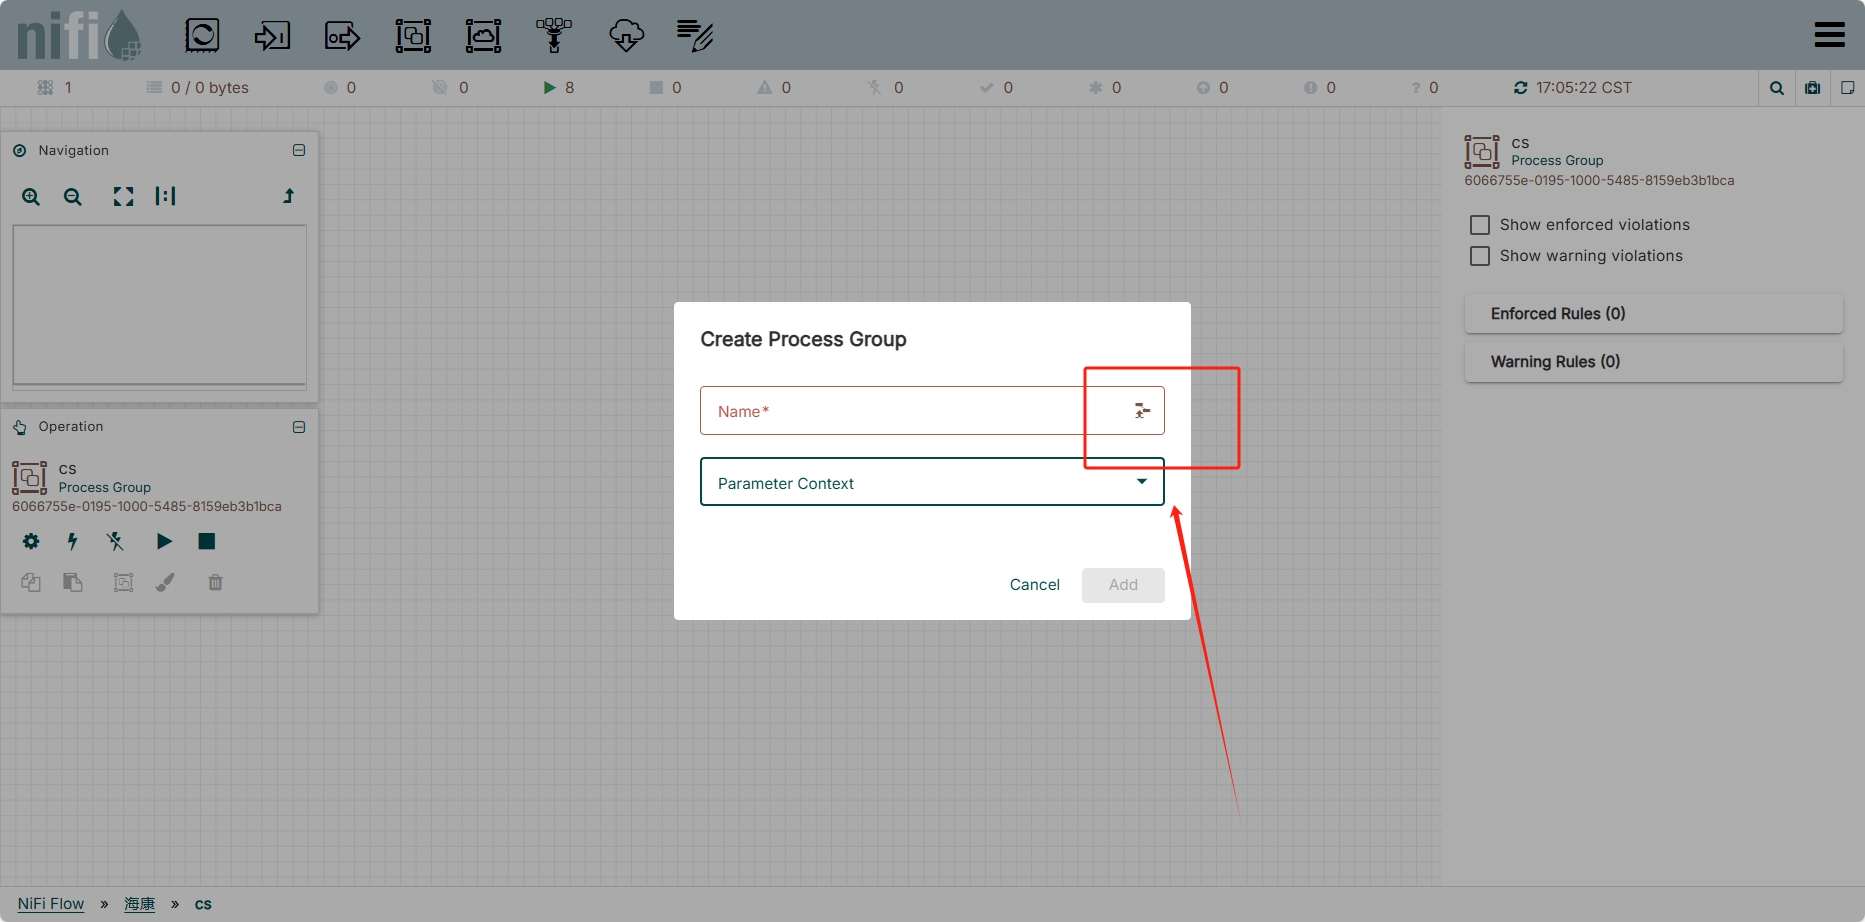 nifi
1 0 / 0 bytes 0 0 8 0 0 0 0 0 0 0 ? 0 17:05:22 CST
Navigation
Operation
cs
Process Group
6066755e-0195-1000-5485-8159eb3b1bca
Create Process Group
Name*
Parameter Context
Cancel
Add
cs
Process Group
6066755e-0195-1000-5485-8159eb3b1bca
Show enforced violations
Show warning violations
Enforced Rules (0)
Warning Rules (0)
NiFi Flow » 海康 » cs